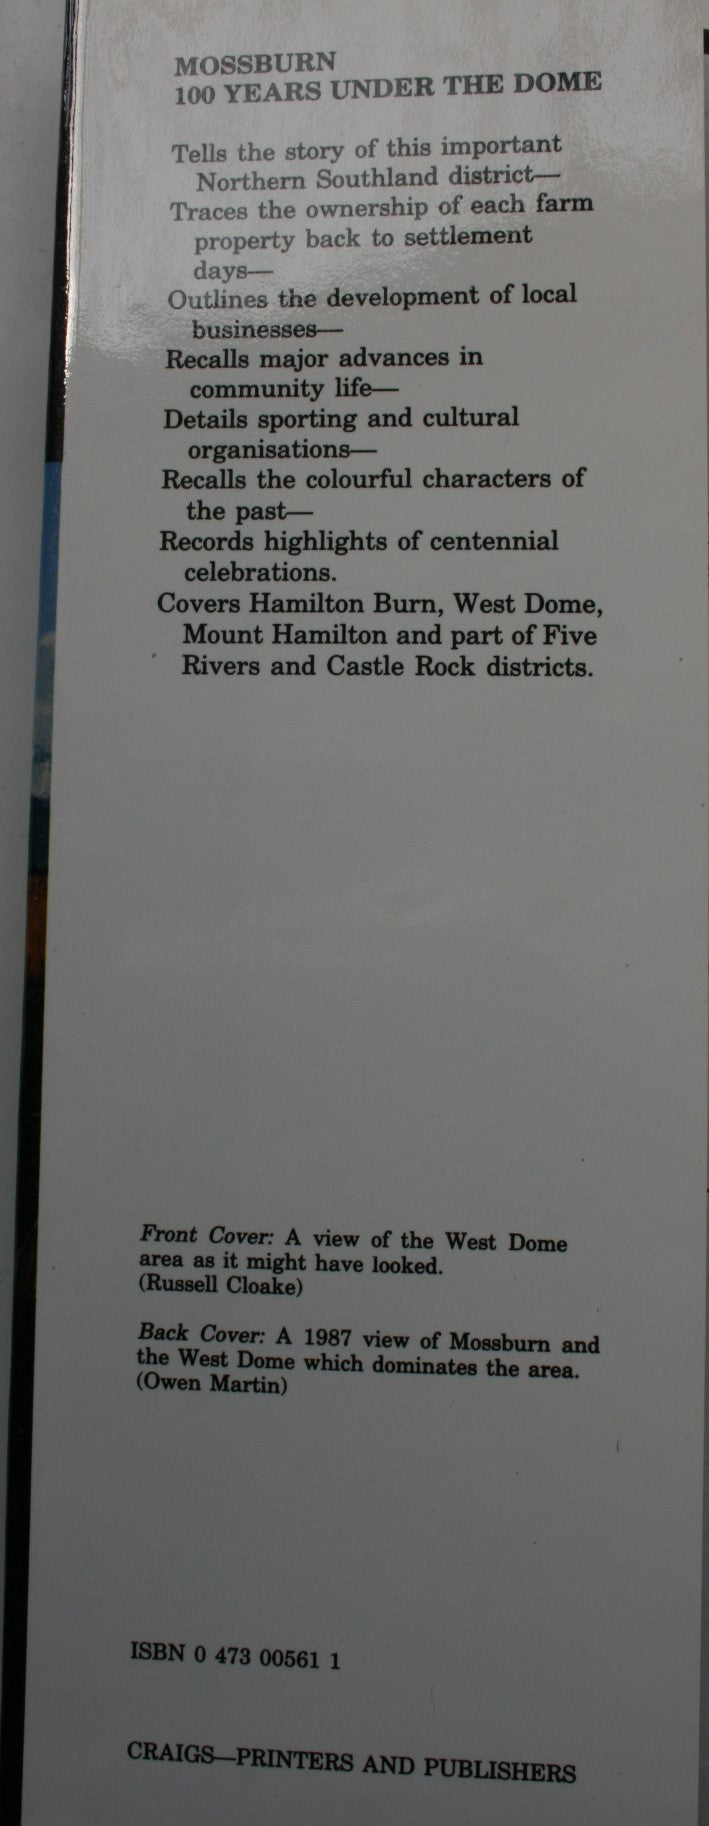 MOSSBURN
100 YEARS UNDER THE DOME
Tells the story of this important
Northern Southland district—
Traces the ownership of each farm
property back to settlement
days—
Outlines the development of local
businesses—
Recalls major advances in
community life—
Details sporting and cultural
organisations—
Recalls the colourful characters of
the past—
Records highlights of centennial
celebrations.
Covers Hamilton Burn, West Dome,
Mount Hamilton and part of Five
Rivers and Castle Rock districts.
Front Cover: A view of the West Dome
area as it might have looked.
(Russell Cloake)
Back Cover: A 1987 view of Mossburn and
the West Dome which dominates the area.
(Owen Martin)
ISBN 0 473 00561 1
CRAIGS—PRINTERS AND PUBLISHERS